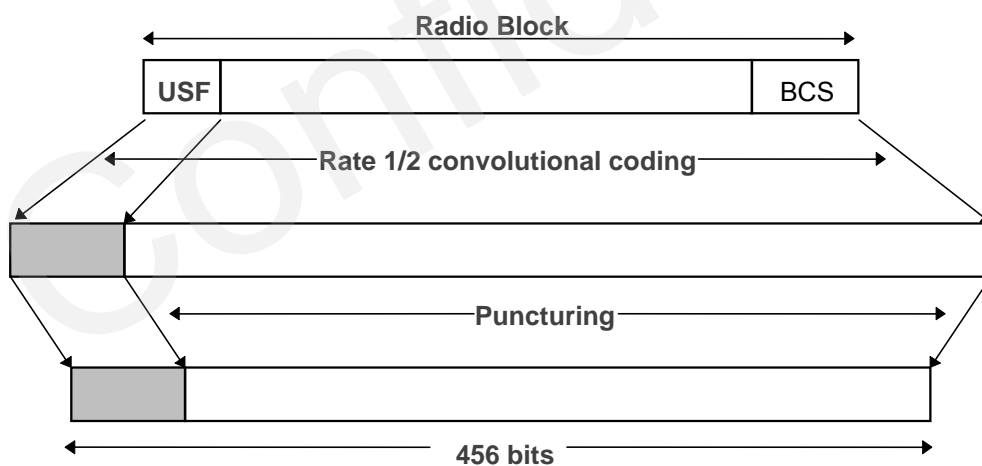 Radio Block
USF
BCS
Rate 1/2 convolutional coding
Puncturing
456 bits